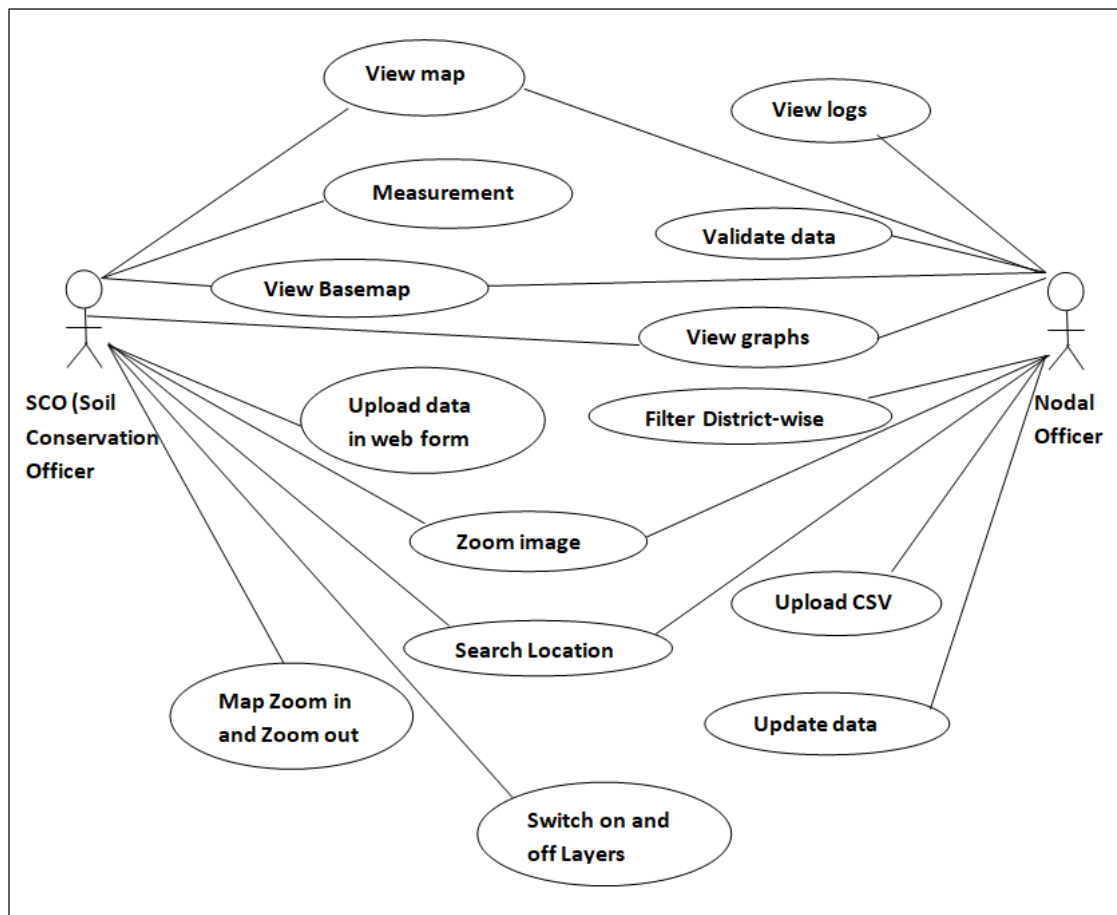 View map
View logs
Measurement
Validate data
View Basemap
View graphs
SCO (Soil
Conservation
Officer
Upload data
in web form
Filter District-wise
Nodal
Officer
Zoom image
Upload CSV
Search Location
Map Zoom in
and Zoom out
Update data
Switch on and
off Layers